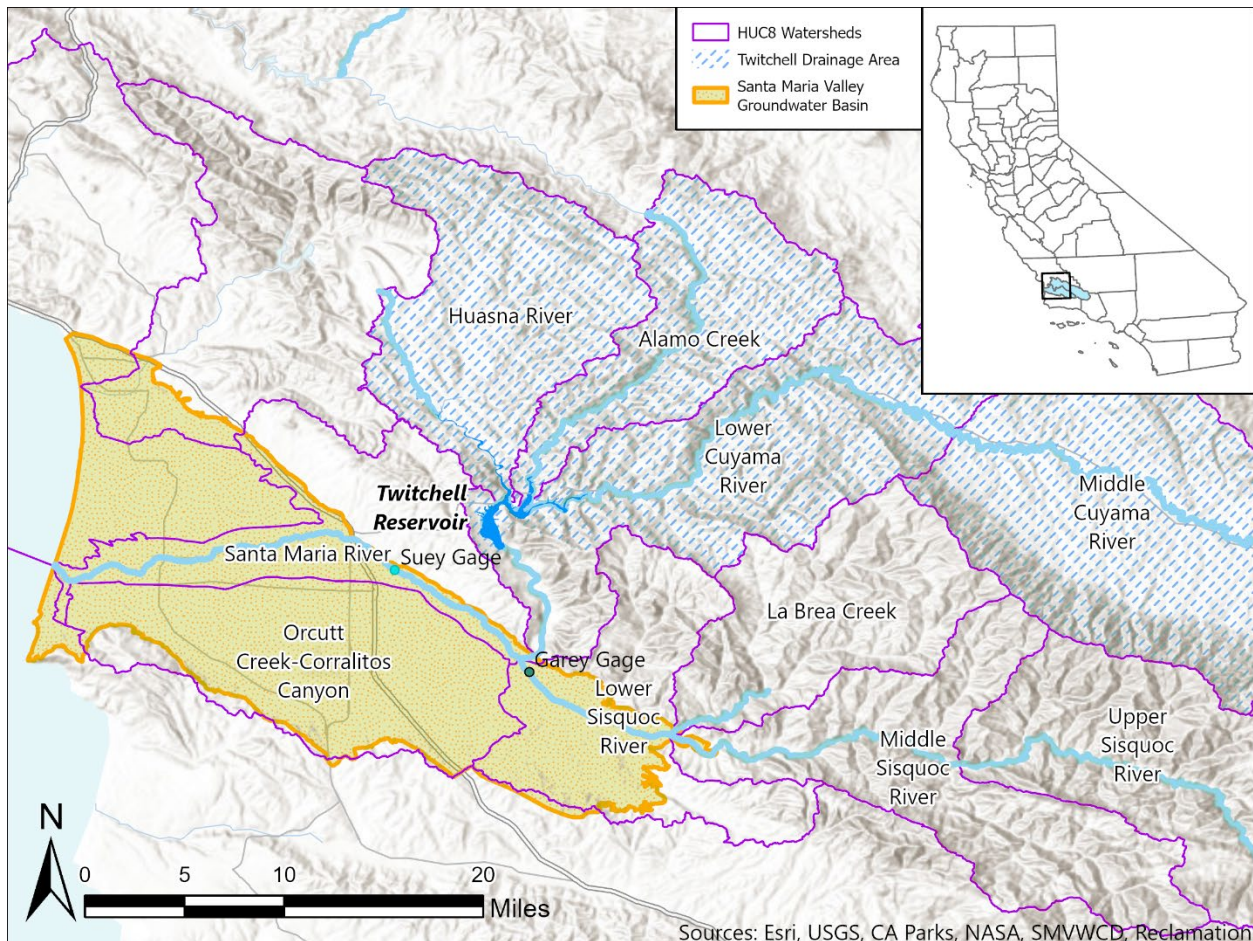 HUC8 Watersheds
Twitchell Drainage Area
Santa Maria Valley
Groundwater Basin
Huasna River
Alamo Creek
Lower
Cuyama
River
Middle
Cuyama
River
Twitchell
Reservoir
Santa Maria River
Suey Gage
La Brea Creek
Orcutt
Creek-Corralitos
Canyon
Garey Gage
Lower
Sisquoc
River
Middle
Sisquoc
River
Upper
Sisquoc
River
N
0 5 10 20
Miles
Sources: Esri, USGS, CA Parks, NASA, SMVWCD, Reclamation